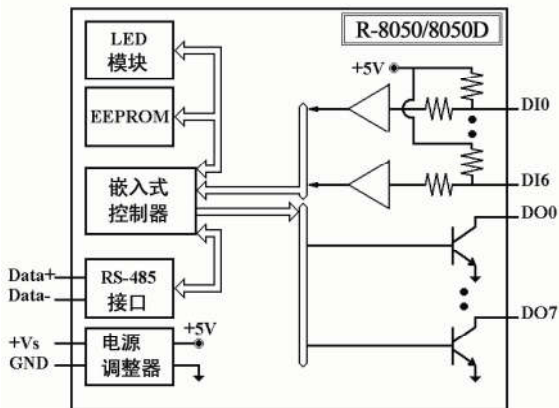 R-8050/8050D
LED
模块
EEPROM
嵌入式
控制器
RS-485
接口
电源
调整器
Data+
Data-
+Vs
GND
+5V
+5V
DI0
DI6
DO0
DO7